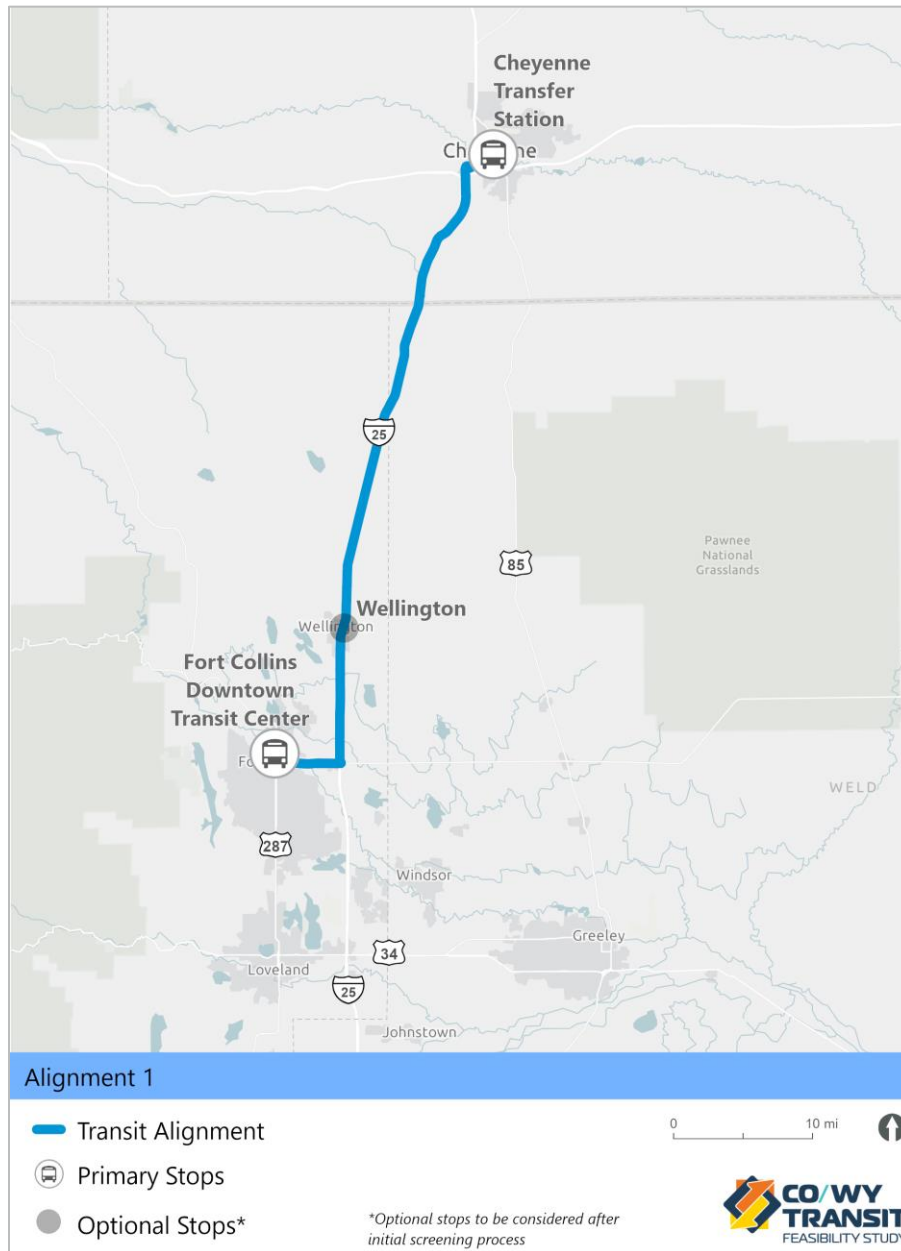 Cheyenne
Transfer
Station
25
Pawnee
National
Grasslands
85
Wellington
Wellington
Fort Collins
Downtown
Transit Center
WELD
287
Windsor
Greeley
34
Loveland
25
Johnstown
Alignment 1
Transit Alignment
0 10 mi
Primary Stops
Optional Stops*
*Optional stops to be considered after
initial screening process
CO/WY
TRANSIT
FEASIBILITY STUDY